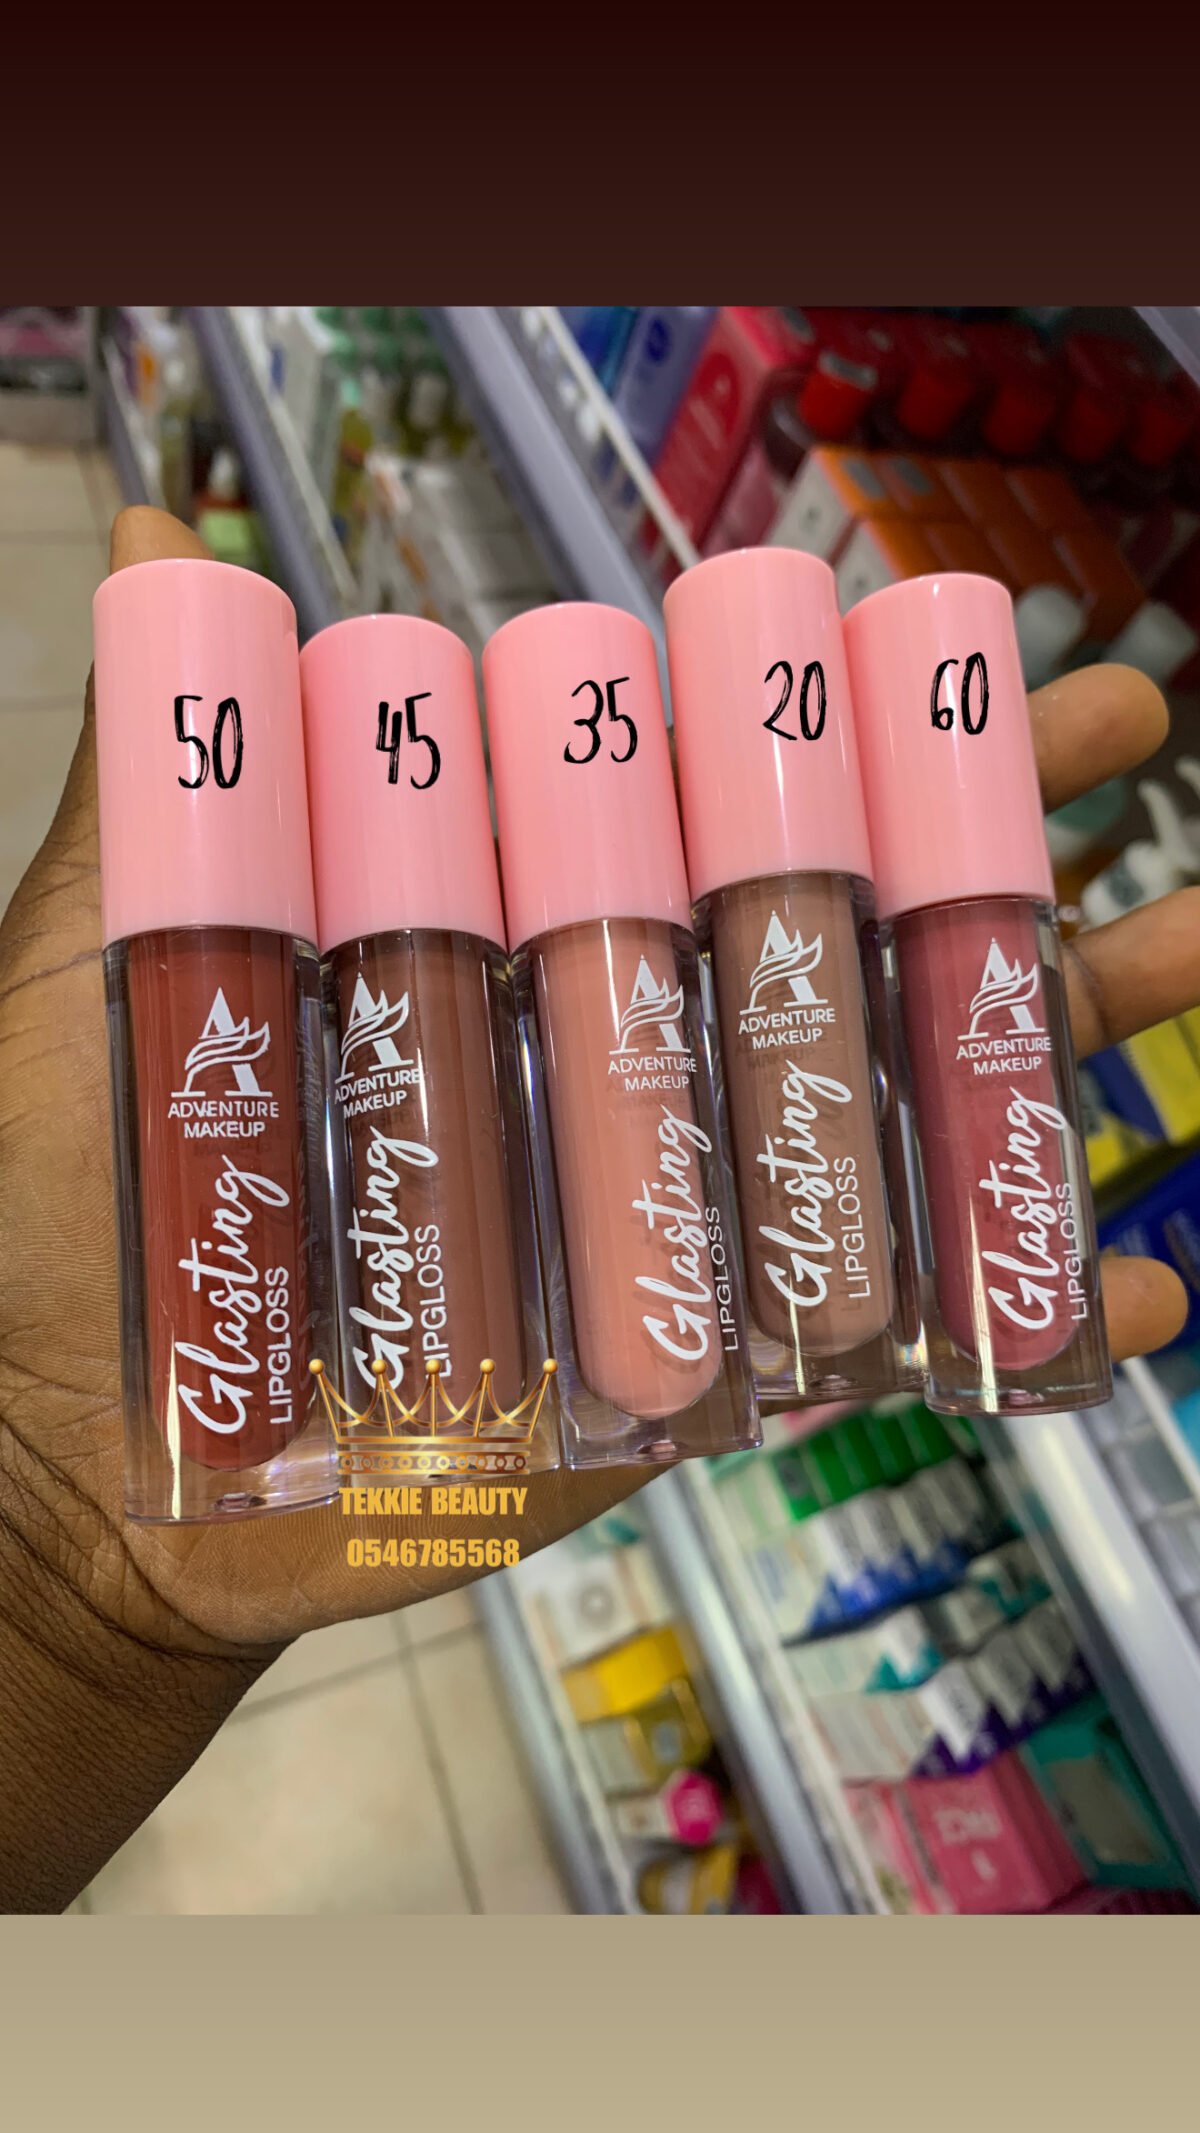 50
45
35
20
60
ADVENTURE
MAKEUP
Glasting
LIPGLOSS
ADVENTURE
MAKEUP
Glasting
LIPGLOSS
ADVENTURE
MAKEUP
Glasting
LIPGLOSS
ADVENTURE
MAKEUP
Glasting
LIPGLOSS
ADVENTURE
MAKEUP
Glasting
LIPGLOSS
TEKKIE BEAUTY
0546785568